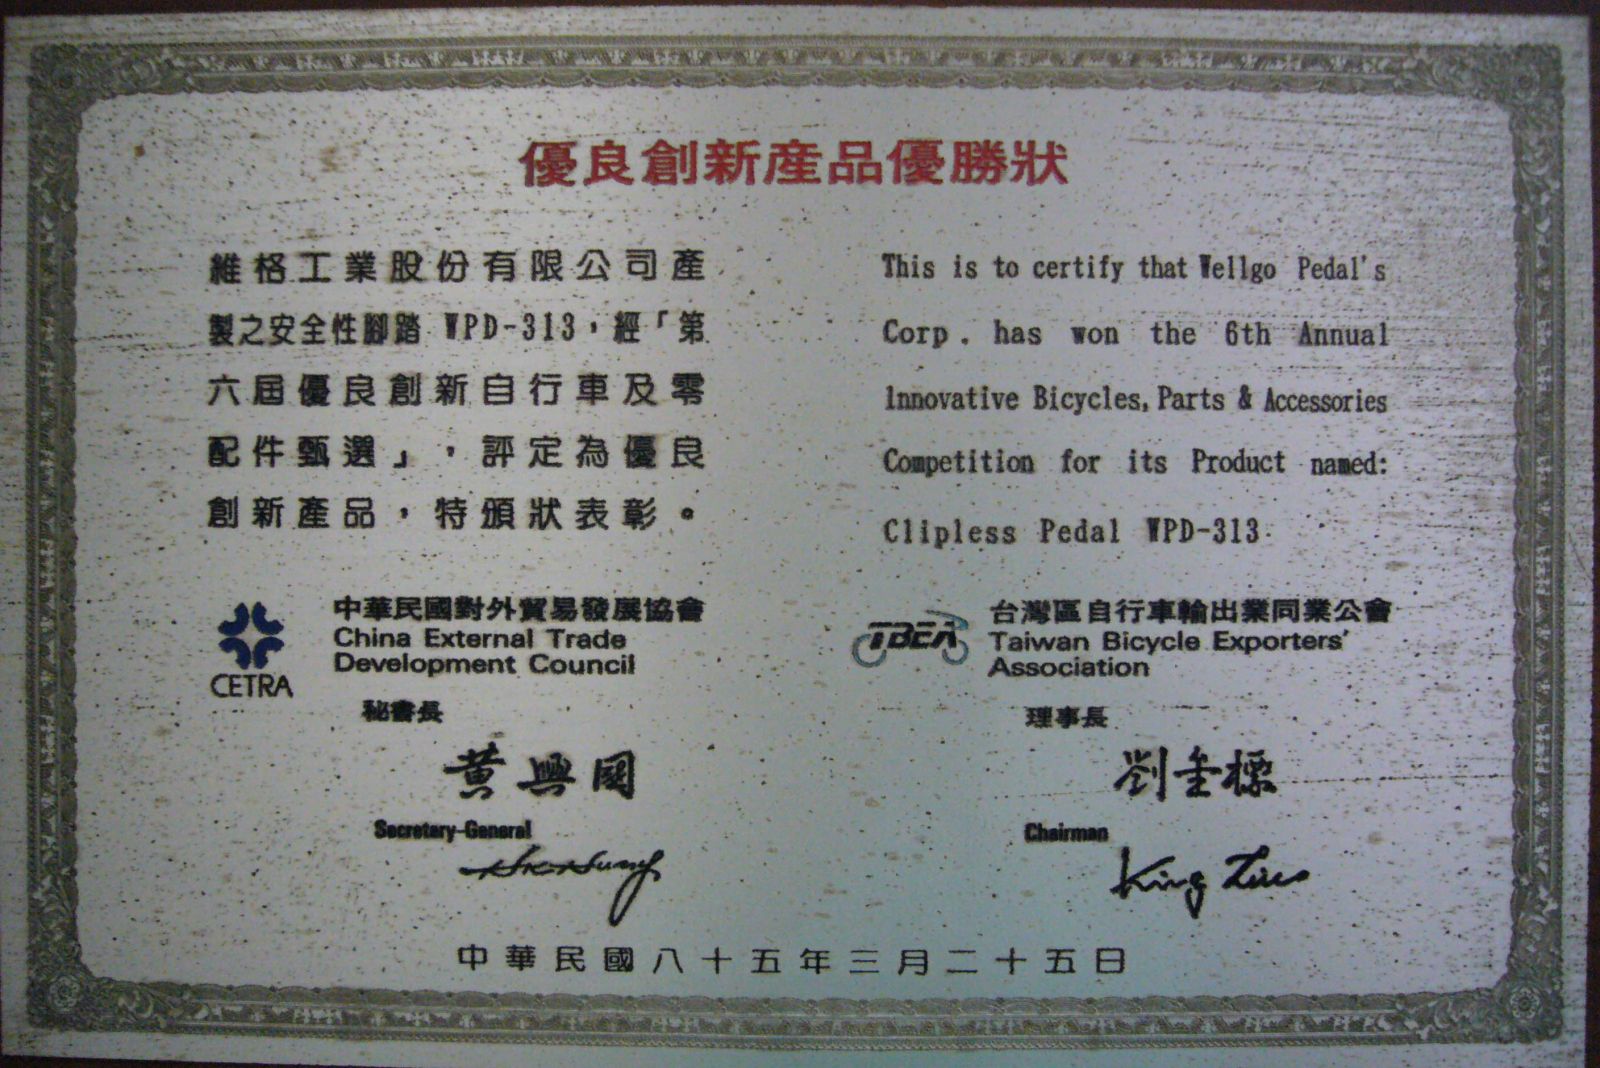 優良創新産品優勝狀
維格工業股份有限公司產
製之安全性腳踏 WPD-313，經「第
六屆優良創新自行車及零
配件甄選」，評定為優良
創新產品，特頒狀表彰。
This is to certify that Wellgo Pedal's
Corp. has won the 6th Annual
Innovative Bicycles, Parts & Accessories
Competition for its Product named:
Clipless Pedal WPD-313.
CETRA
中華民國對外貿易發展協會
China External Trade
Development Council
秘書長
黃興國
Secretary-General
TBEA
台灣區自行車輸出業同業公會
Taiwan Bicycle Exporters'
Association
理事長
劉金標
Chairman
King Liu
中華民國八十五年三月二十五日